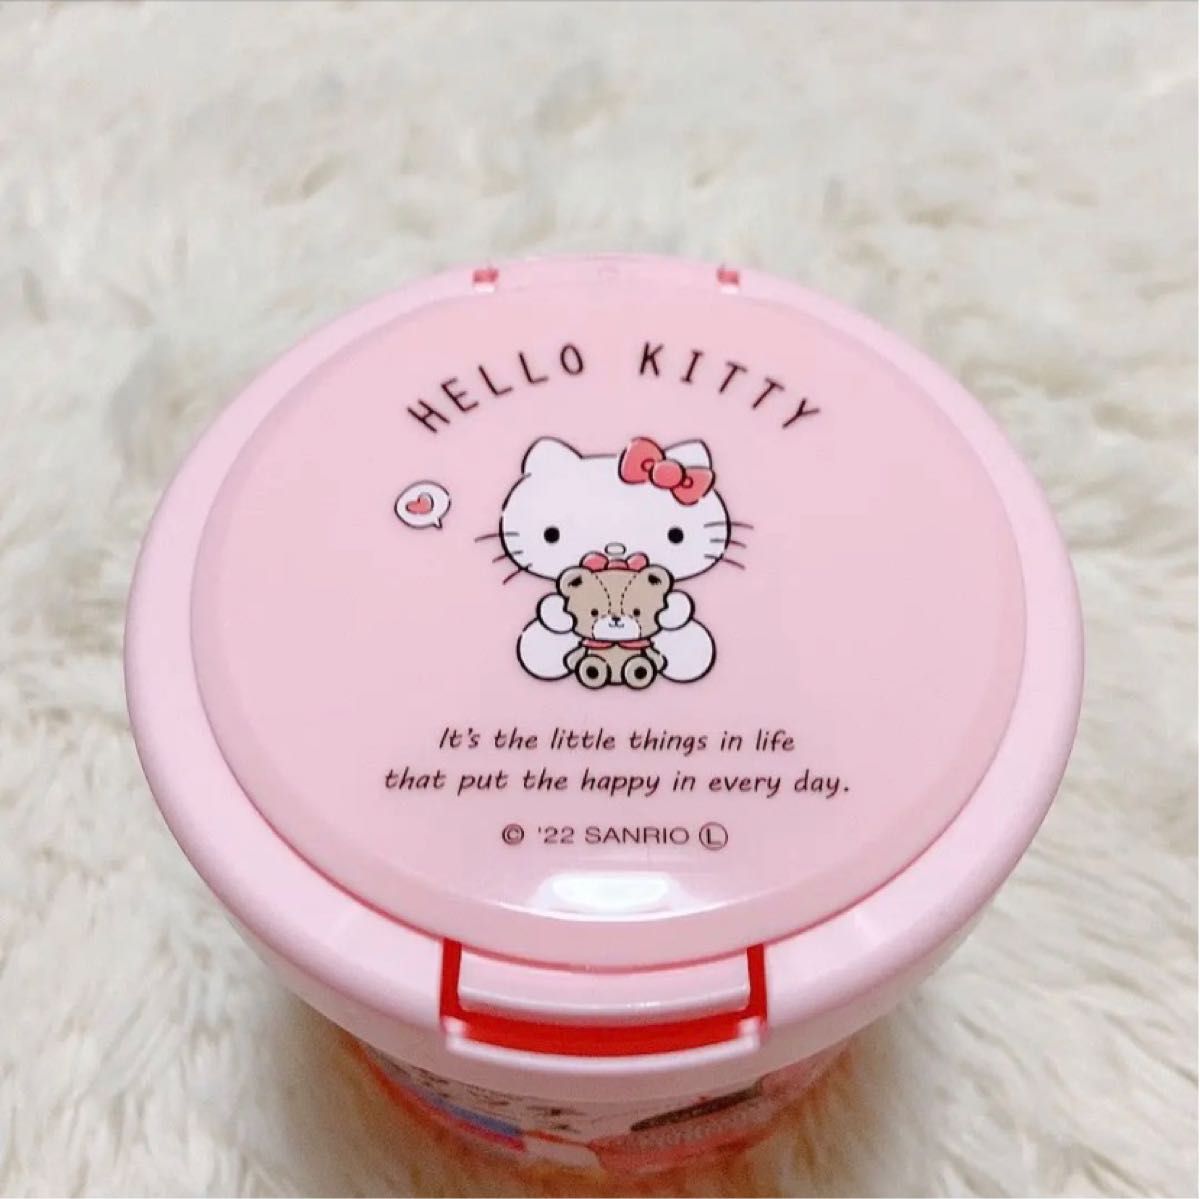 HELLO KITTY
It's the little things in life
that put the happy in every day.
© '22 SANRIO Ⓛ